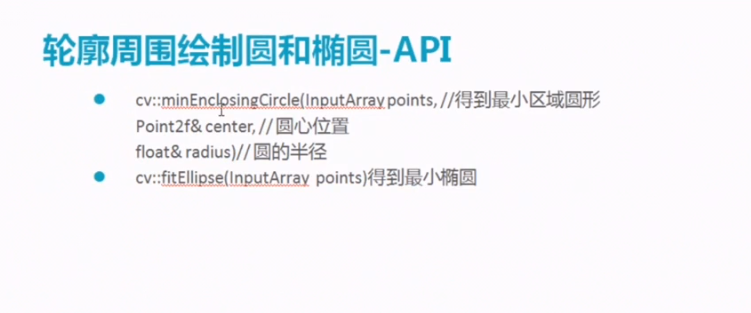 轮廓周围绘制圆和椭圆-API
cv::minEnclosingCircle(InputArray points, //得到最小区域圆形
Point2f& center, // 圆心位置
float& radius)// 圆的半径
cv::fitEllipse(InputArray points)得到最小椭圆